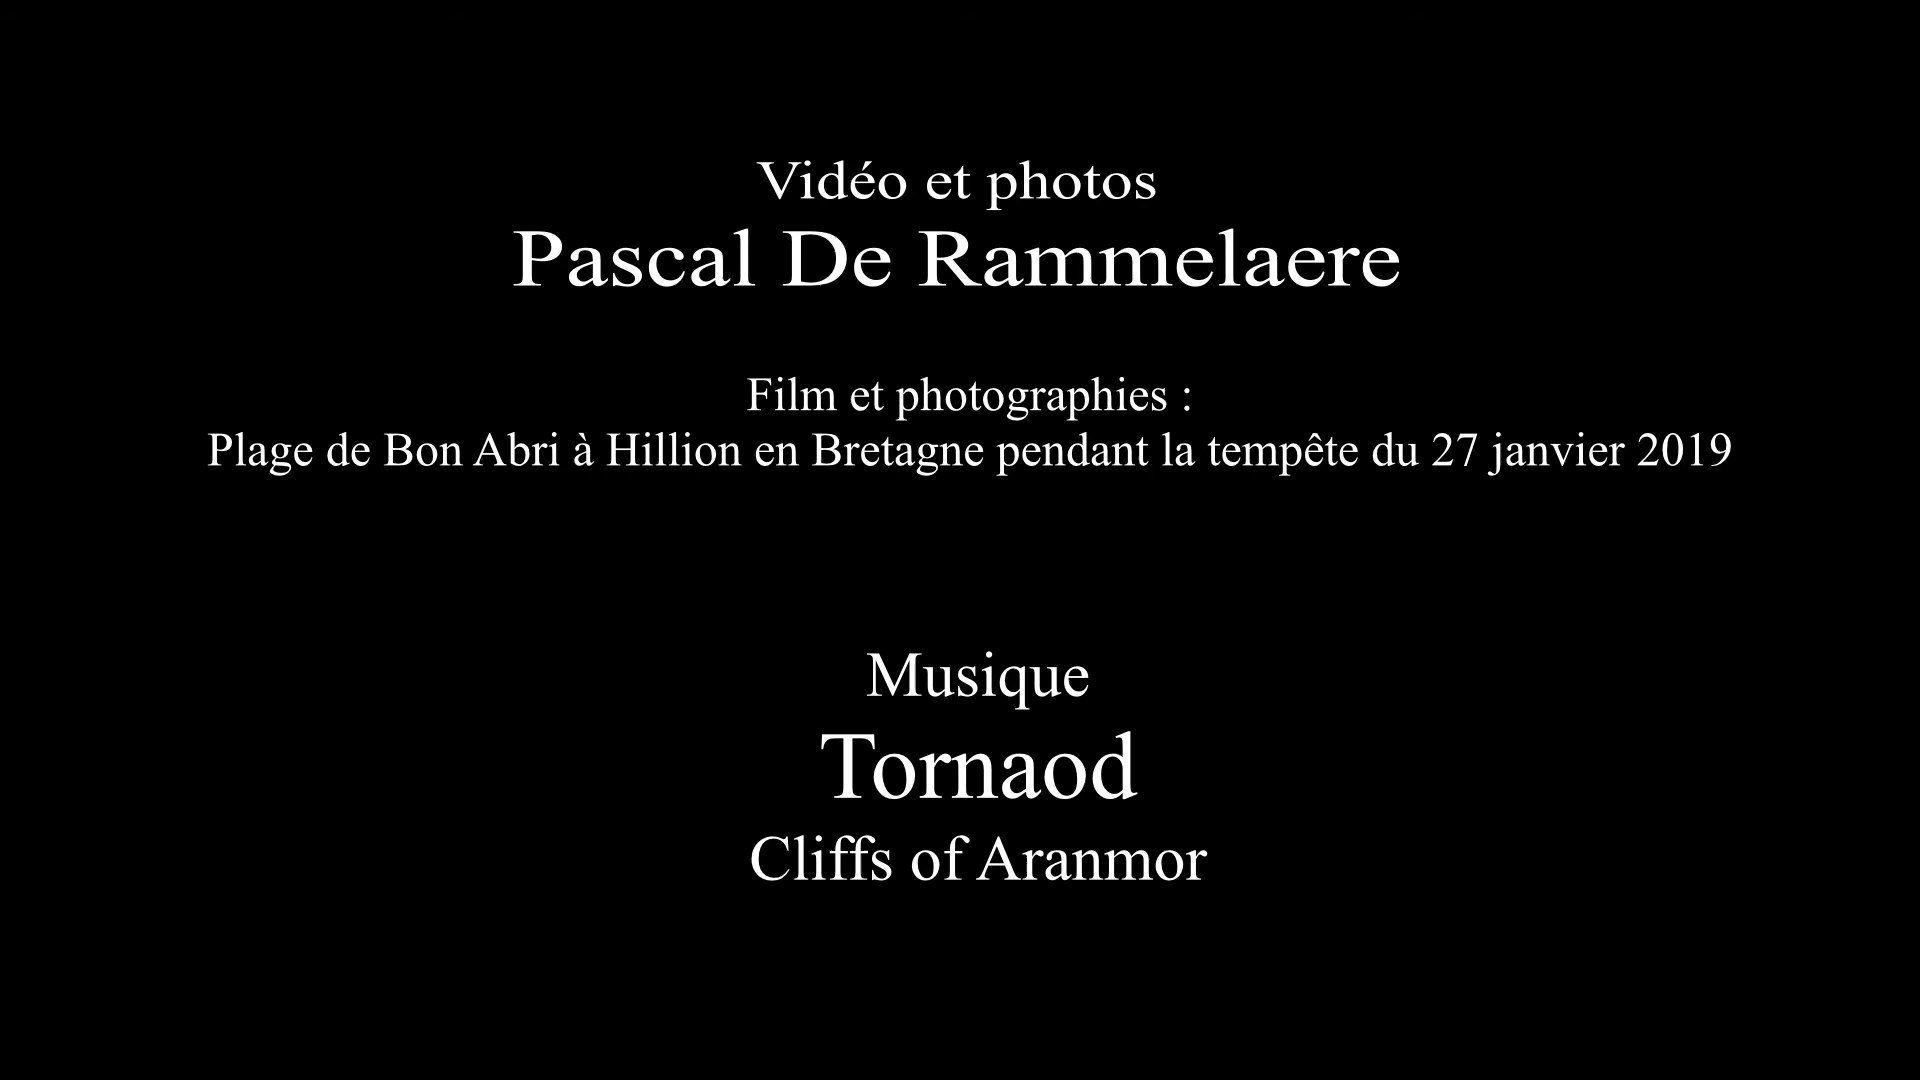 Vidéo et photos
Pascal De Rammelaere
Film et photographies :
Plage de Bon Abri à Hillion en Bretagne pendant la tempête du 27 janvier 2019
Musique
Tornaod
Cliffs of Aranmor